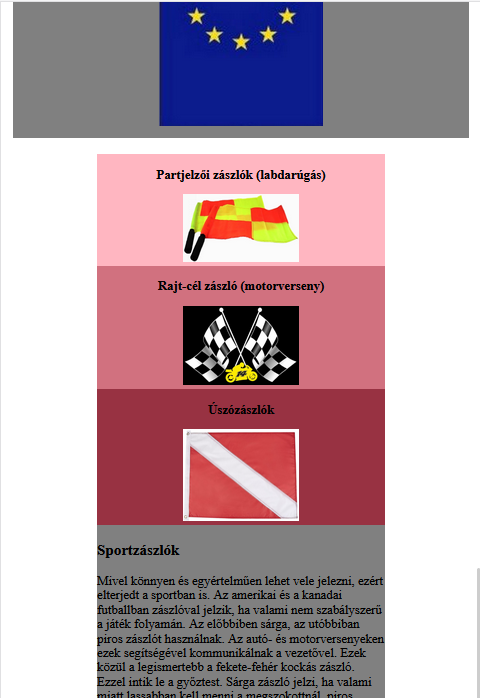 Partjelzői zászlók (labdarúgás)
Rajt-cél zászló (motorverseny)
Úszózászlók
Sportzászlók
Mivel könnyen és egyértelműen lehet vele jelezni, ezért
elterjedt a sportban is. Az amerikai és a kanadai
futballban zászlóval jelzik, ha valami nem szabályszerű
a játék folyamán. Az előbbiben sárga, az utóbbiban
piros zászlót használnak. Az autó- és motorversenyeken
ezek segítségével kommunikálnak a vezetővel. Ezek
közül a legismertebb a fekete-fehér kockás zászló.
Ezzel intik le a győztest. Sárga zászló jelzi, ha valami
miatt lassabban kell menni a megszokottnál, piros